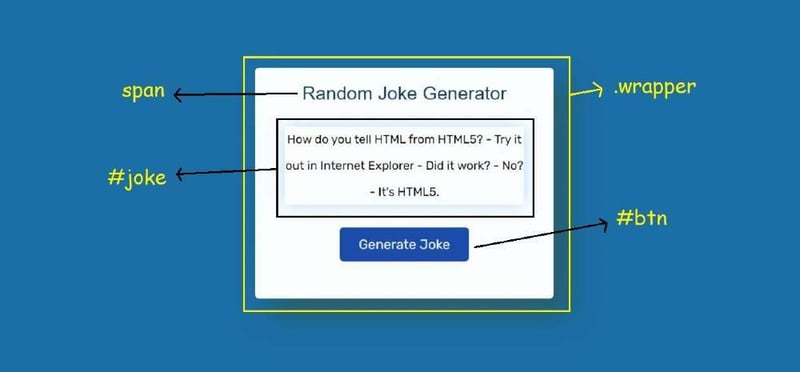 span
Random Joke Generator
.wrapper
How do you tell HTML from HTML5? - Try it
out in Internet Explorer - Did it work? - No?
- It's HTML5.
#joke
#btn
Generate Joke